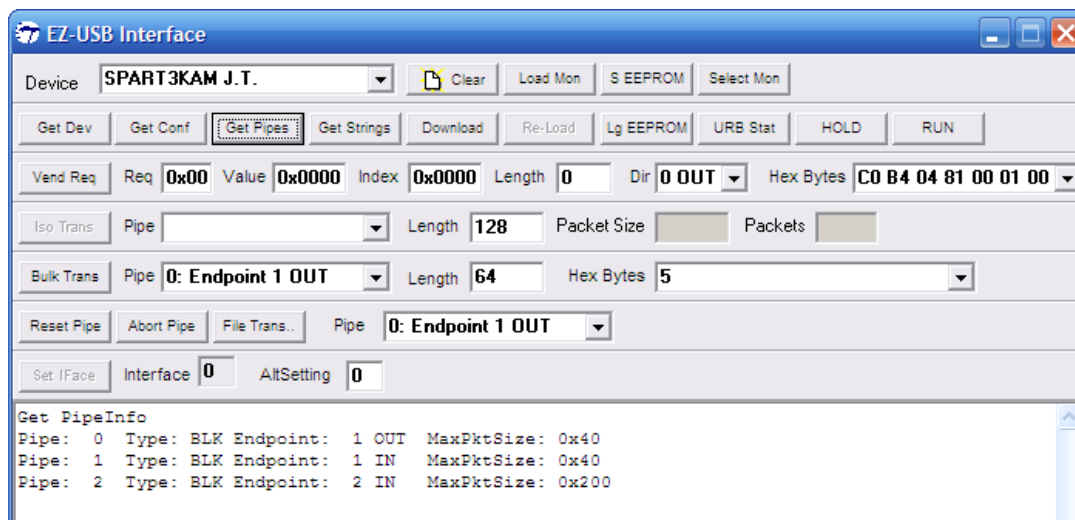 EZ-USB Interface
Device SPART3KAM J.T. Clear Load Mon S EEPROM Select Mon
Get Dev Get Conf Get Pipes Get Strings Download Re-Load Lg EEPROM URB Stat HOLD RUN
Vend Req Req 0x00 Value 0x0000 Index 0x0000 Length 0 Dir 0 OUT Hex Bytes C0 B4 04 81 00 01 00
Iso Trans Pipe Length 128 Packet Size Packets
Bulk Trans Pipe 0: Endpoint 1 OUT Length 64 Hex Bytes 5
Reset Pipe Abort Pipe File Trans.. Pipe 0: Endpoint 1 OUT
Set IFace Interface 0 AltSetting 0
Get PipeInfo
Pipe: 0 Type: BLK Endpoint: 1 OUT MaxPktSize: 0x40
Pipe: 1 Type: BLK Endpoint: 1 IN MaxPktSize: 0x40
Pipe: 2 Type: BLK Endpoint: 2 IN MaxPktSize: 0x200